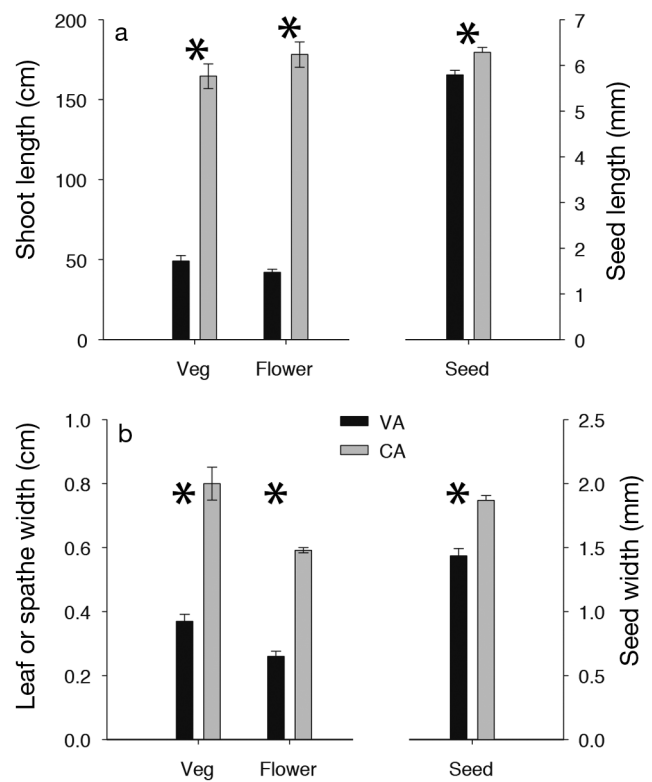 a
Shoot length (cm)
200
150
100
50
0
Veg
Flower
*
*
*
Seed
7
6
5
4
3
2
1
0
Seed length (mm)
b
VA
CA
Leaf or spathe width (cm)
1.0
0.8
0.6
0.4
0.2
0.0
Veg
Flower
*
*
*
Seed
2.5
2.0
1.5
1.0
0.5
0.0
Seed width (mm)